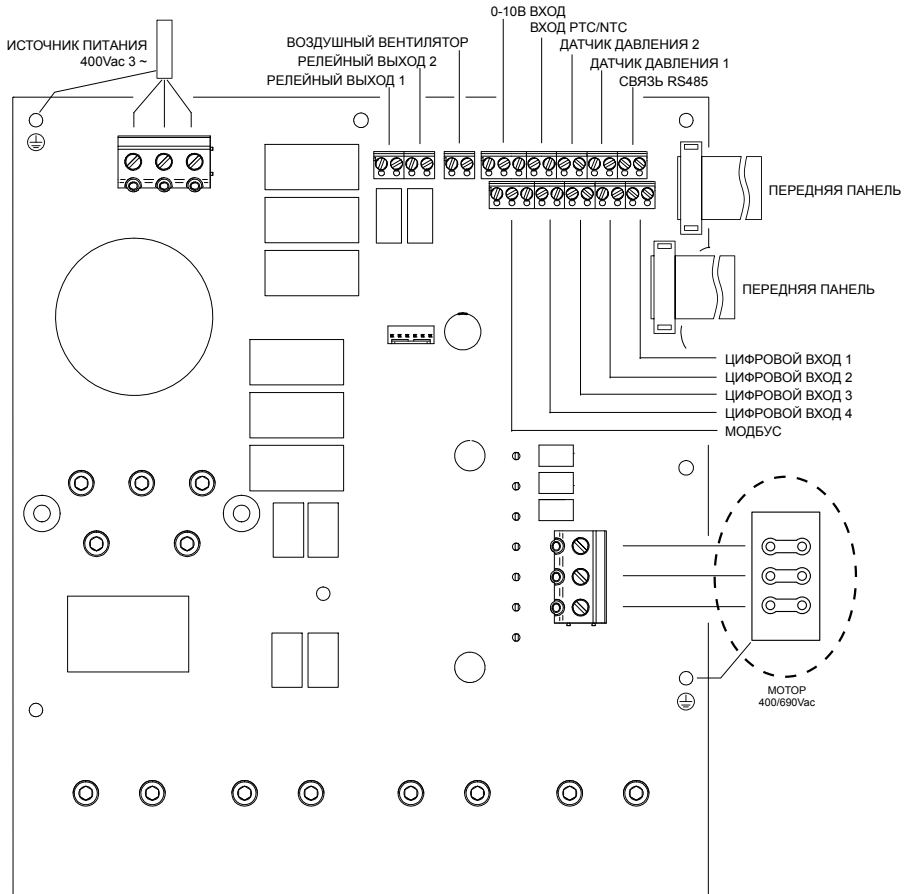 0-10В ВХОД
ВХОД PTC/NTC
ИСТОЧНИК ПИТАНИЯ
400Vac 3 ~
ВОЗДУШНЫЙ ВЕНТИЛЯТОР
РЕЛЕЙНЫЙ ВЫХОД 2
РЕЛЕЙНЫЙ ВЫХОД 1
ДАТЧИК ДАВЛЕНИЯ 2
ДАТЧИК ДАВЛЕНИЯ 1
СВЯЗЬ RS485
ПЕРЕДНЯЯ ПАНЕЛЬ
ПЕРЕДНЯЯ ПАНЕЛЬ
ЦИФРОВОЙ ВХОД 1
ЦИФРОВОЙ ВХОД 2
ЦИФРОВОЙ ВХОД 3
ЦИФРОВОЙ ВХОД 4
МОДБУС
МОТОР
400/690Vac